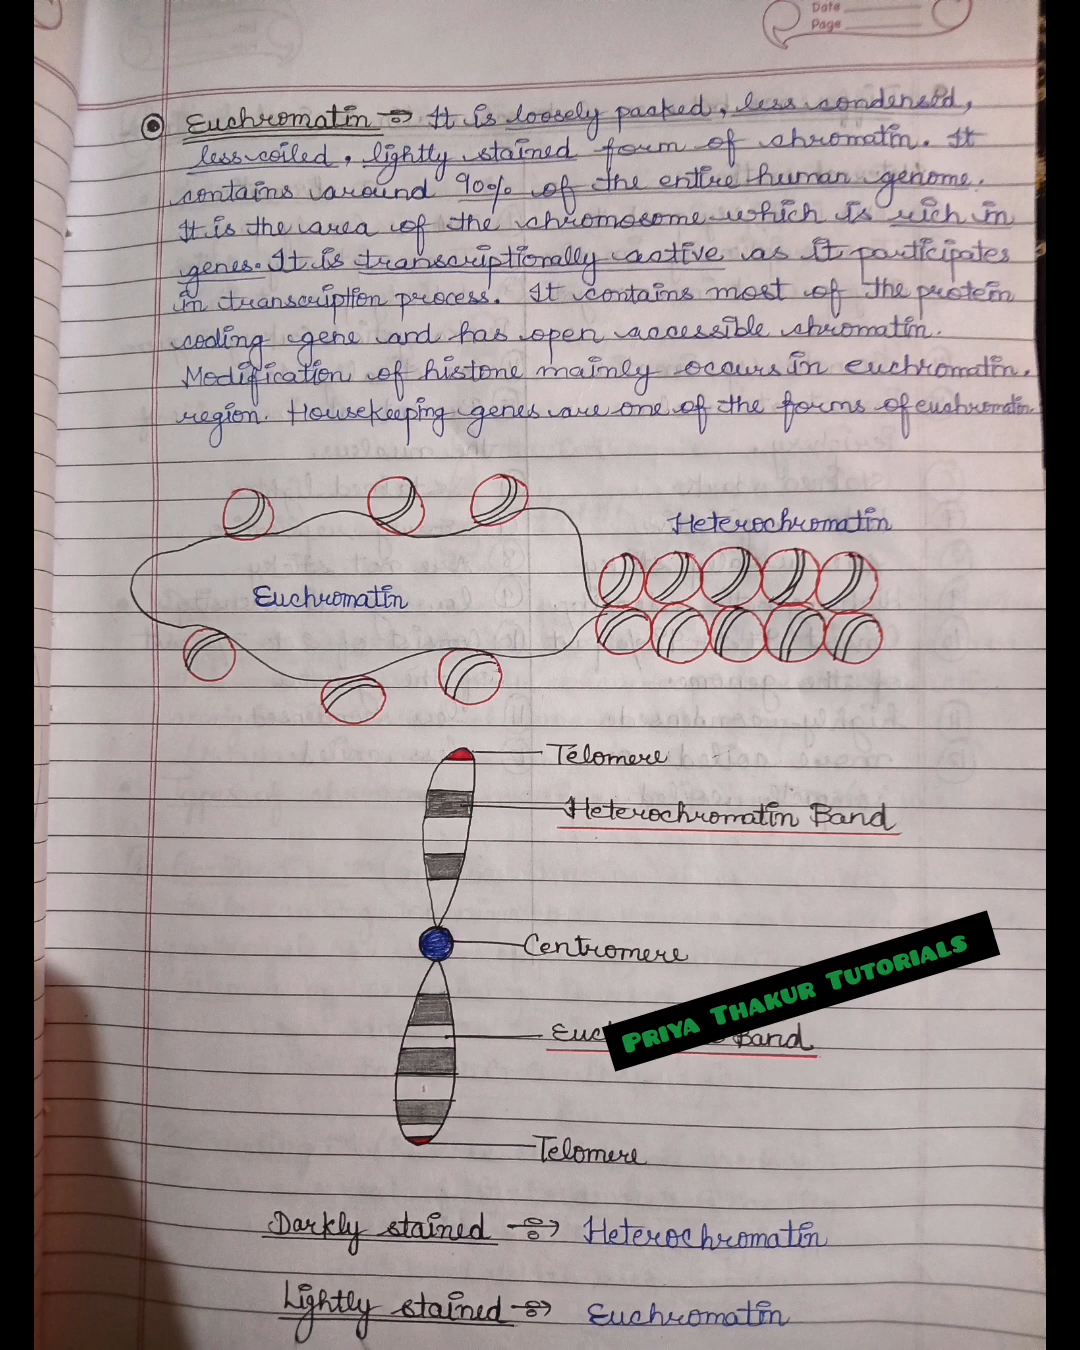 Date
Page
Euchromatin ⇒ It is loosely packed, less condensed,
less coiled, lightly stained form of chromatin. It
contains around 90% of the entire human genome.
It is the area of the chromosome which is rich in
genes. It is transcriptionally active as it participates
in transcription process. It contains most of the protein
coding gene and has open accessible chromatin.
Modification of histone mainly occurs in euchromatin.
region. Housekeeping genes are one of the forms of euchromatin.
Heterochromatin
Euchromatin
Telomere
Heterochromatin Band
Centromere
PRIYA THAKUR TUTORIALS
Band
Telomere
Darkly stained ⇒ Heterochromatin
Lightly stained ⇒ Euchromatin